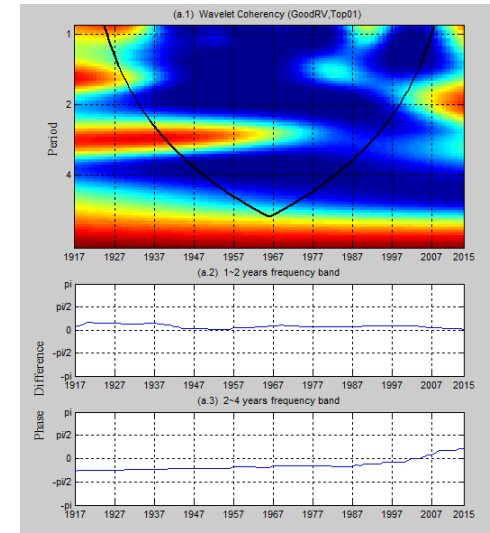 (a.1) Wavelet Coherency (GoodRV,Top01)
1
2
4
Period
1917 1927 1937 1947 1957 1967 1977 1987 1997 2007 2015
(a.2) 1~2 years frequency band
pi
pi/2
0
-pi/2
-pi
1917 1927 1937 1947 1957 1967 1977 1987 1997 2007 2015
(a.3) 2~4 years frequency band
pi
pi/2
0
-pi/2
-pi
1917 1927 1937 1947 1957 1967 1977 1987 1997 2007 2015
Phase Difference